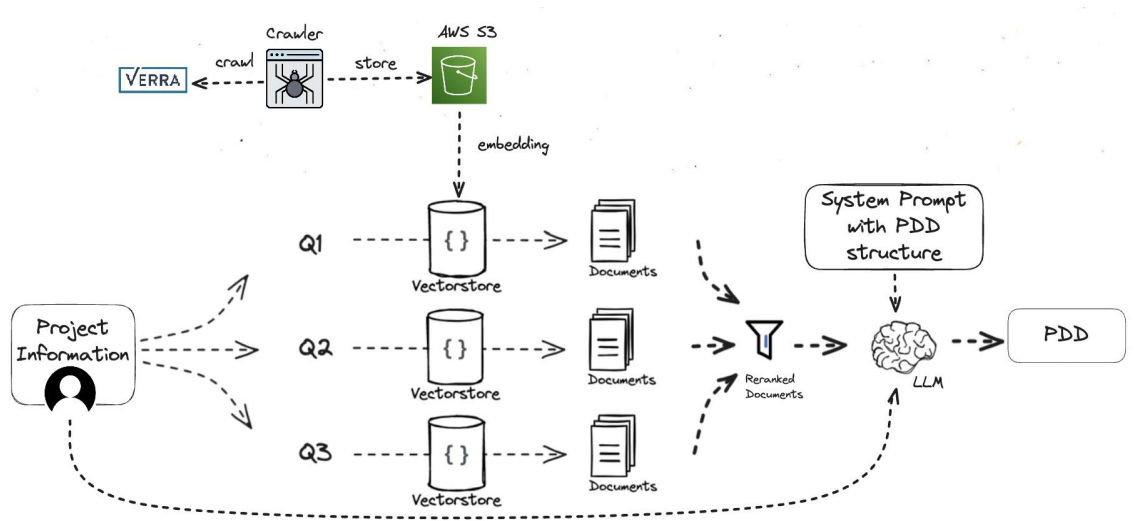 Crawler
AWS S3
VERRA
crawl
store
embedding
System Prompt
with PDD
structure
Q1
{}
Vectorstore
Documents
Project
Information
Q2
{}
Vectorstore
Documents
Reranked
Documents
LLM
PDD
Q3
{}
Vectorstore
Documents